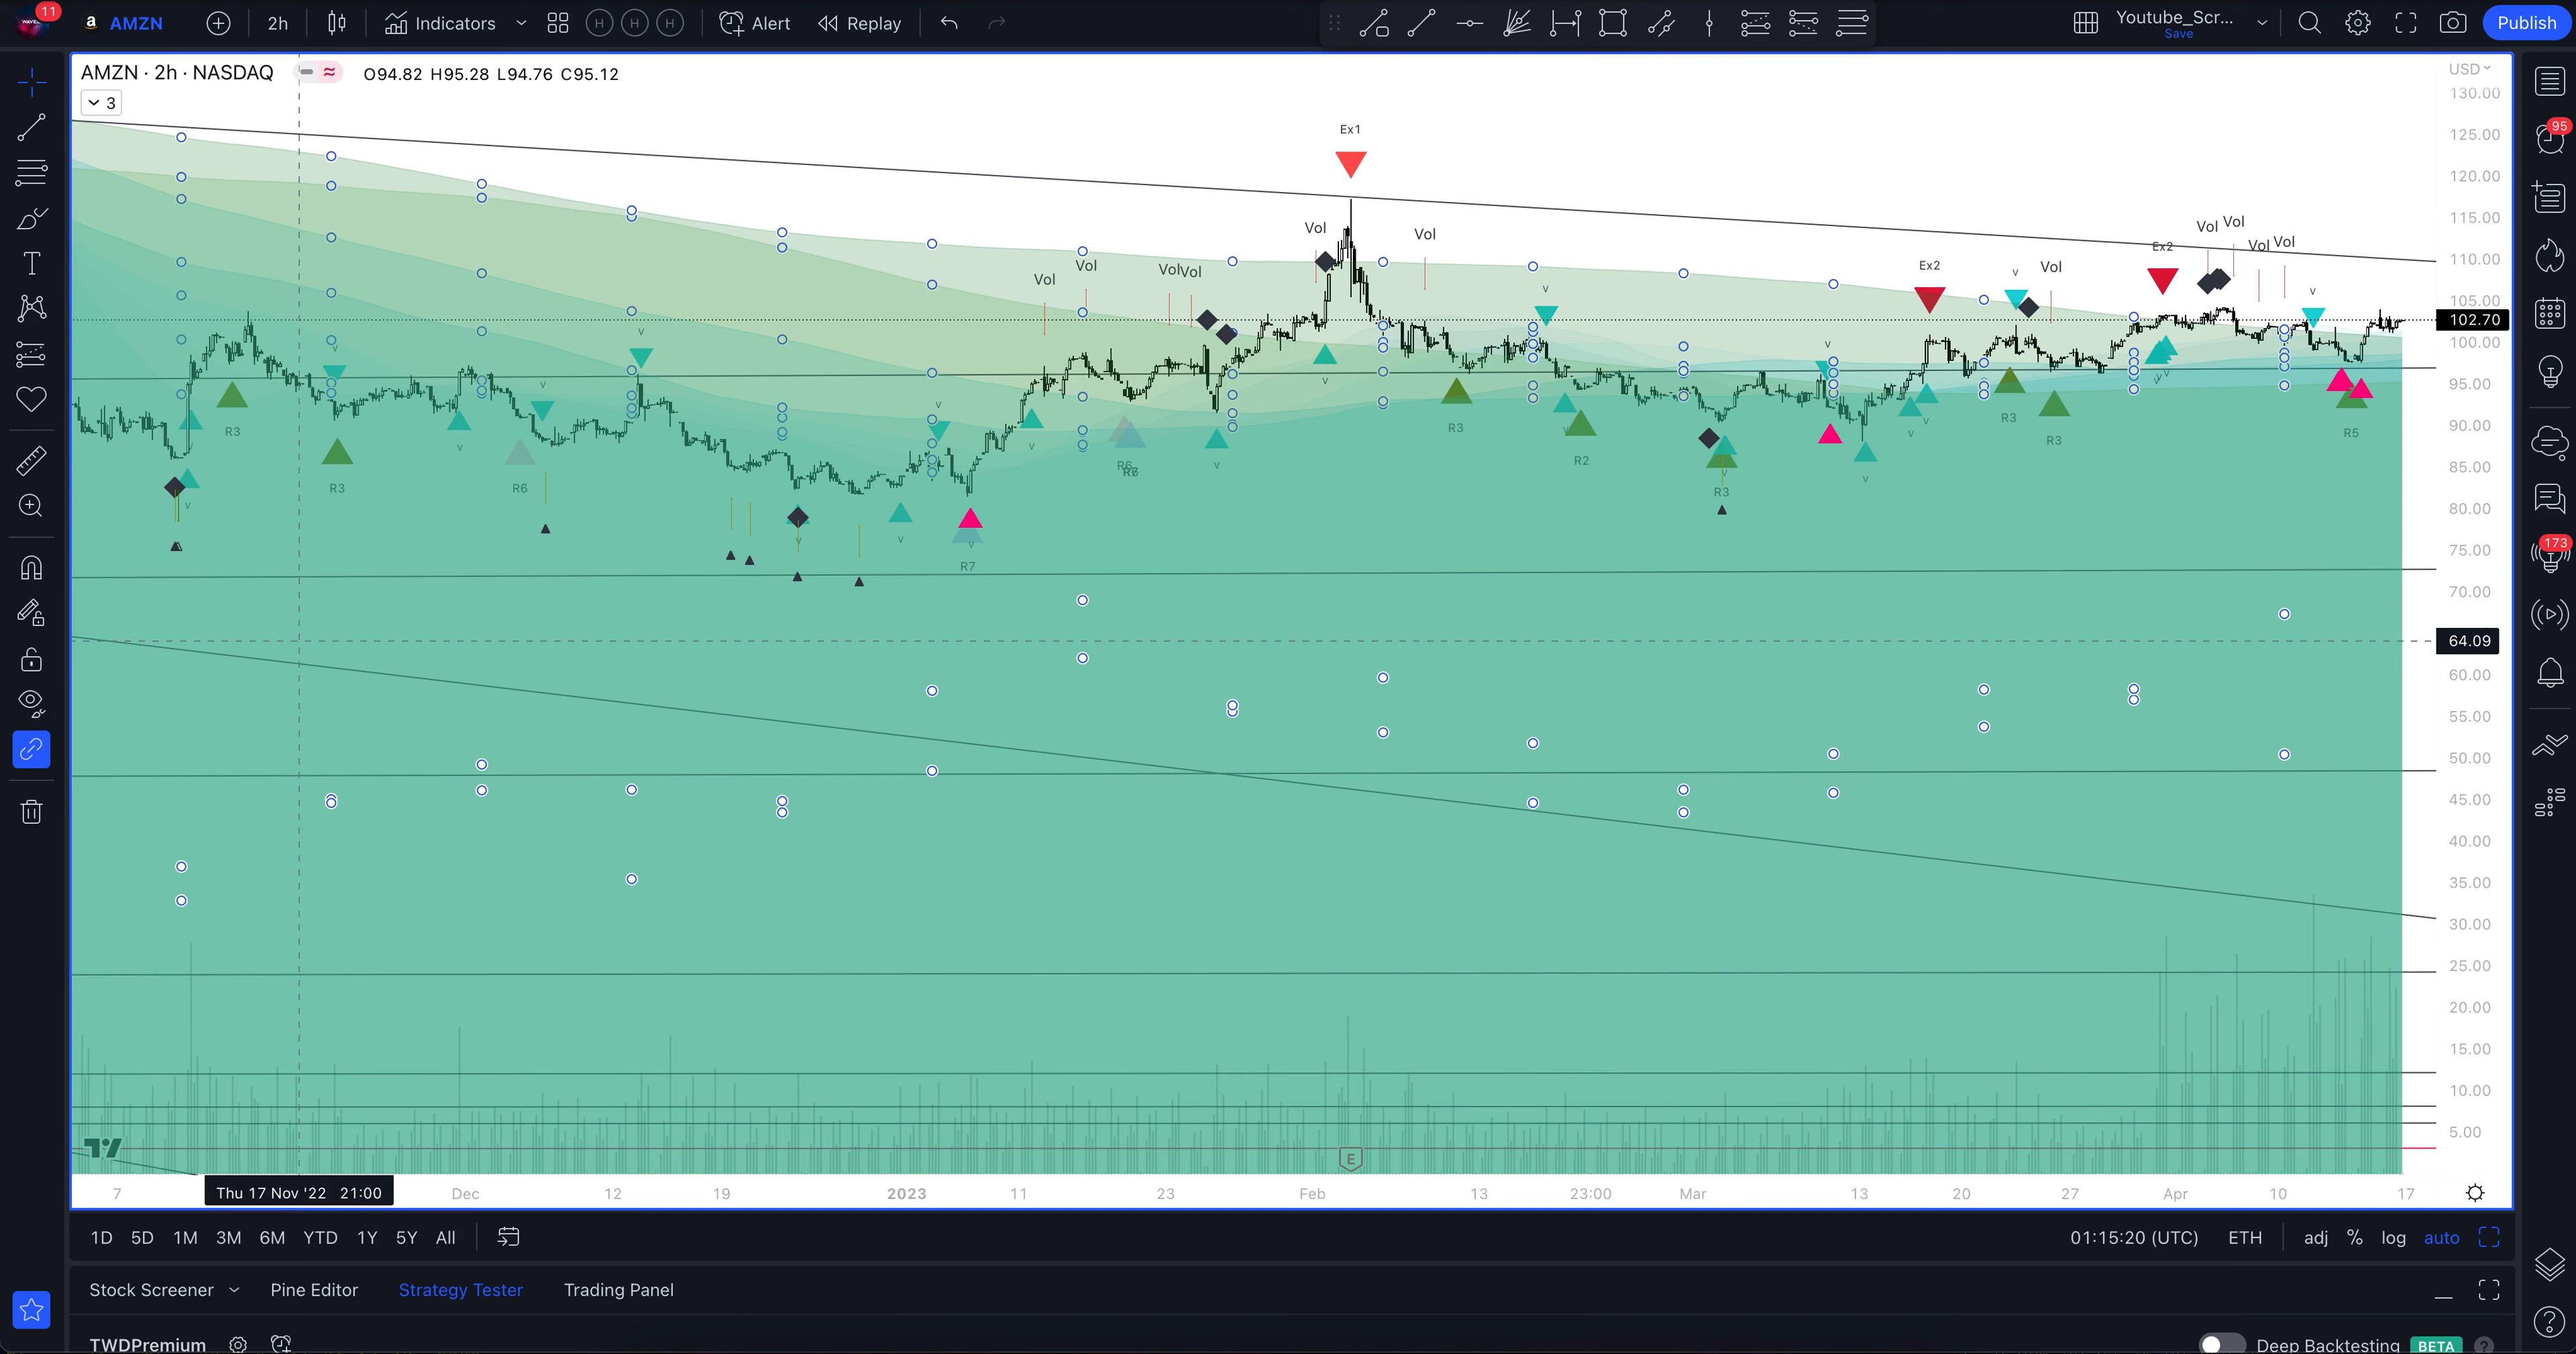 11 a AMZN 2h Indicators H H H Alert Replay Youtube_Scr... Publish
Save
AMZN · 2h · NASDAQ O94.82 H95.28 L94.76 C95.12 USD
3
130.00
Ex1
125.00
95
120.00
115.00
Vol Vol Vol Vol
Vol Vol Ex2
Vol Vol VolVol Ex2 v Vol
110.00
v v
105.00
102.70
v v
100.00
v v
95.00
v
R3 R3 R3 R5
90.00
v v v v R3
v R6 R2
85.00
R3 R6 v v v R3
80.00
v v v
75.00
173
R7
70.00
64.09
60.00
55.00
50.00
45.00
40.00
35.00
30.00
25.00
20.00
15.00
10.00
5.00
E
7 Thu 17 Nov '22 21:00 Dec 12 19 2023 11 23 Feb 13 23:00 Mar 13 20 27 Apr 10 17
1D 5D 1M 3M 6M YTD 1Y 5Y All 01:15:20 (UTC) ETH adj % log auto
Stock Screener Pine Editor Strategy Tester Trading Panel
TWDPremium Deep Backtesting BETA ?